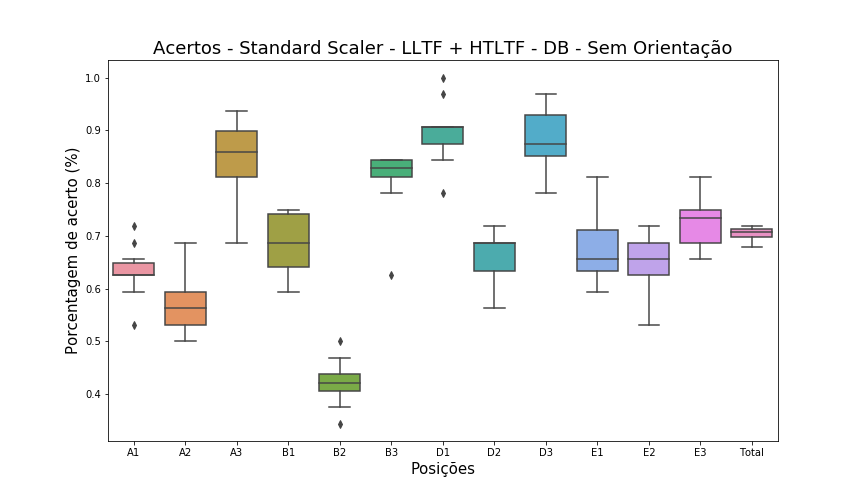 Acertos - Standard Scaler - LLTF + HTLTF - DB - Sem Orientação
Porcentagem de acerto (%)
1.0
0.9
0.8
0.7
0.6
0.5
0.4
A1 A2 A3 B1 B2 B3 D1 D2 D3 E1 E2 E3 Total
Posições